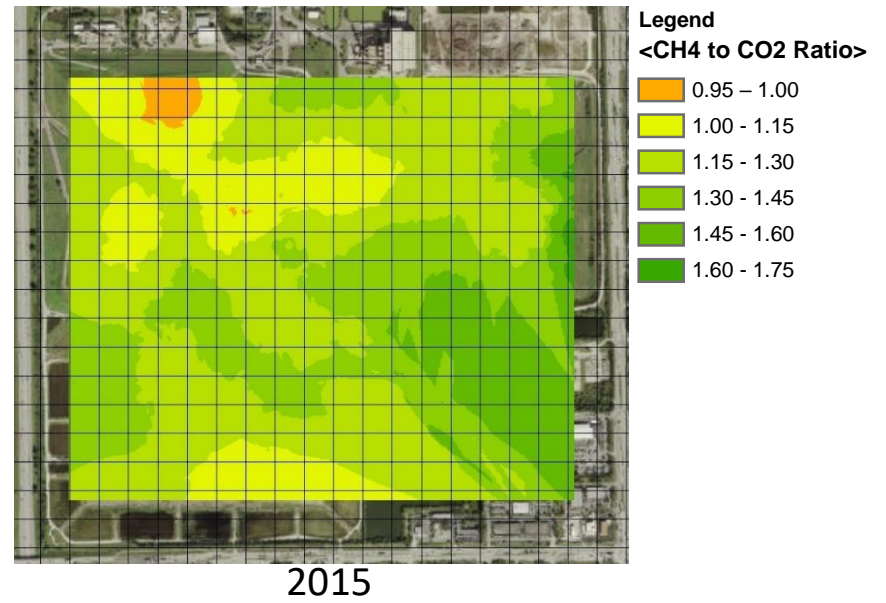 Legend
<CH4 to CO2 Ratio>
0.95 – 1.00
1.00 - 1.15
1.15 - 1.30
1.30 - 1.45
1.45 - 1.60
1.60 - 1.75
2015